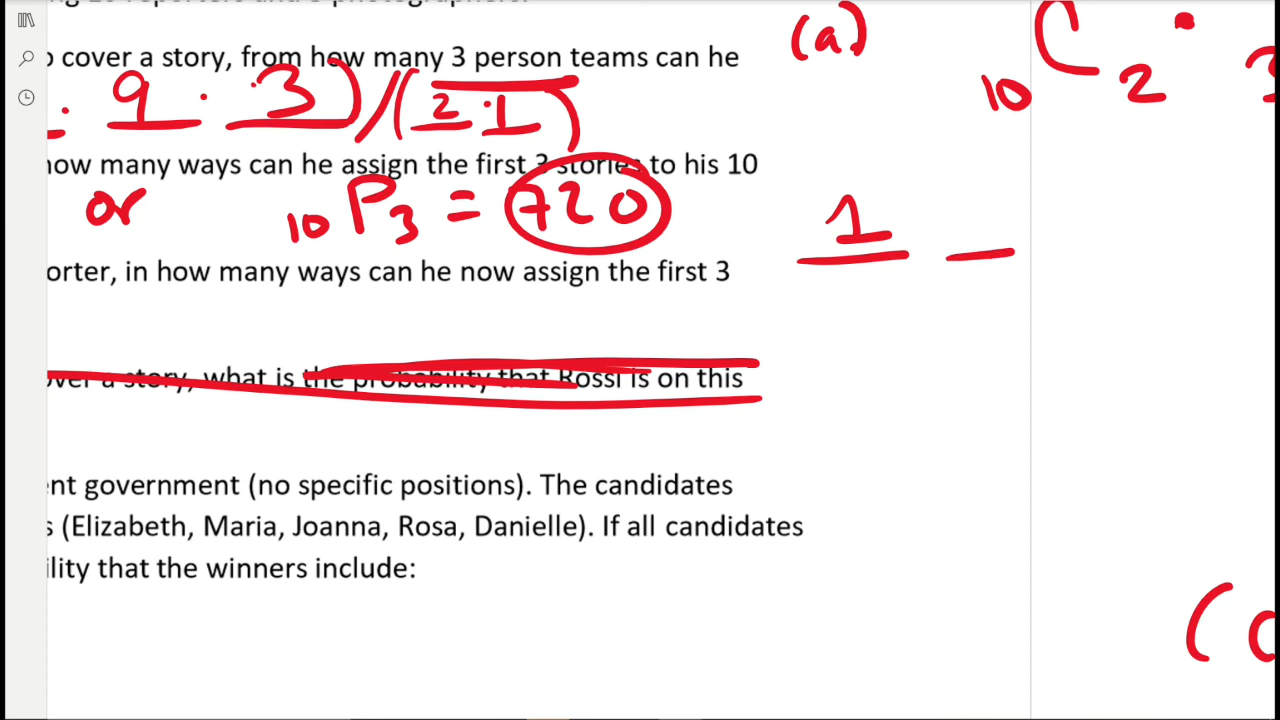 (a)
10 C 2 ·
cover a story, from how many 3 person teams can he
· 9 · 3)/(2·1)
how many ways can he assign the first 3 stories to his 10
or 10P3 = 720
1
orter, in how many ways can he now assign the first 3
over a story, what is the probability that Rossi is on this
nt government (no specific positions). The candidates
s (Elizabeth, Maria, Joanna, Rosa, Danielle). If all candidates
ility that the winners include:
(